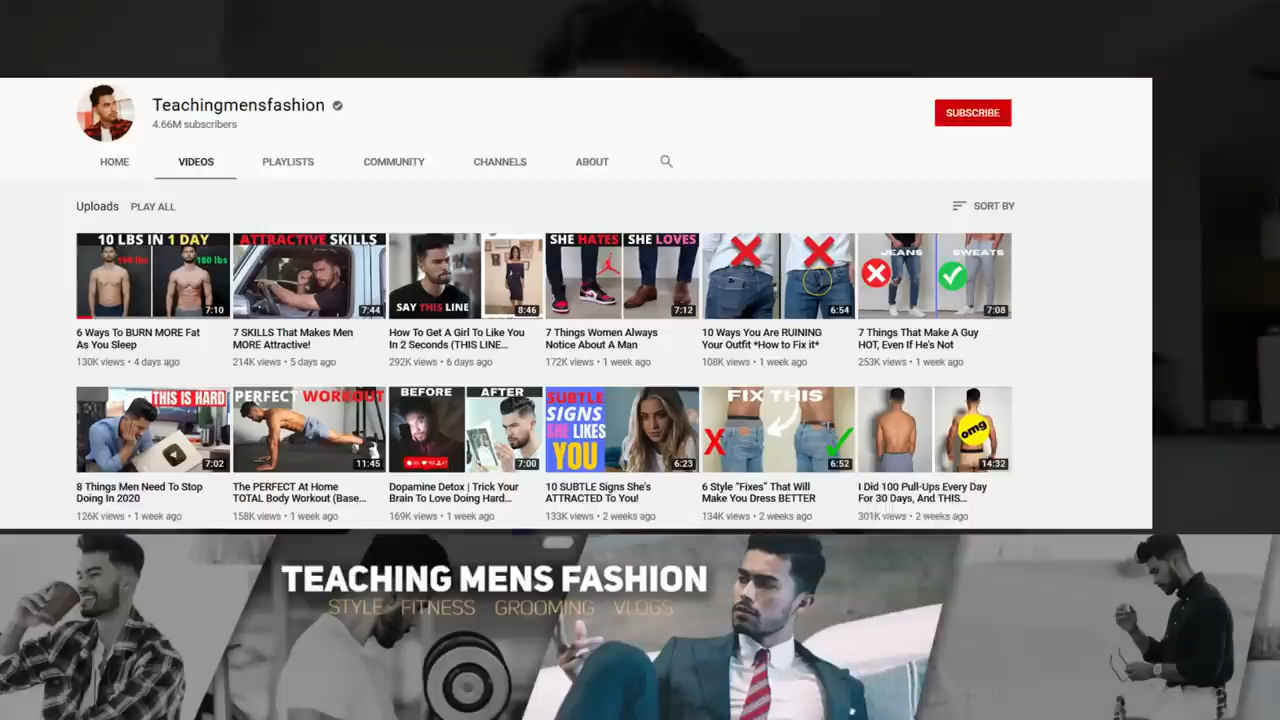 Teachingmensfashion
4.66M subscribers
SUBSCRIBE
HOME VIDEOS PLAYLISTS COMMUNITY CHANNELS ABOUT
Uploads PLAY ALL SORT BY
10 LBS IN 1 DAY
180 lbs
7:10
ATTRACTIVE SKILLS
7:44
SAY THIS LINE
8:46
SHE HATES SHE LOVES
7:12
6:54
JEANS SWEATS
7:08
6 Ways To BURN MORE Fat
As You Sleep
130K views • 4 days ago
7 SKILLS That Makes Men
MORE Attractive!
214K views • 5 days ago
How To Get A Girl To Like You
In 2 Seconds (THIS LINE...
292K views • 6 days ago
7 Things Women Always
Notice About A Man
172K views • 1 week ago
10 Ways You Are RUINING
Your Outfit *How to Fix it*
108K views • 1 week ago
7 Things That Make A Guy
HOT, Even If He's Not
253K views • 1 week ago
THIS IS HARD
7:02
PERFECT WORKOUT
11:45
BEFORE AFTER
7:00
SUBTLE
SIGNS
SHE LIKES
YOU
6:23
FIX THIS
6:52
omg
14:32
8 Things Men Need To Stop
Doing In 2020
126K views • 1 week ago
The PERFECT At Home
TOTAL Body Workout (Base...
158K views • 1 week ago
Dopamine Detox | Trick Your
Brain To Love Doing Hard...
169K views • 1 week ago
10 SUBTLE Signs She's
ATTRACTED To You!
133K views • 2 weeks ago
6 Style "Fixes" That Will
Make You Dress BETTER
134K views • 2 weeks ago
I Did 100 Pull-Ups Every Day
For 30 Days, And THIS...
301K views • 2 weeks ago
TEACHING MENS FASHION
STYLE FITNESS GROOMING VLOGS